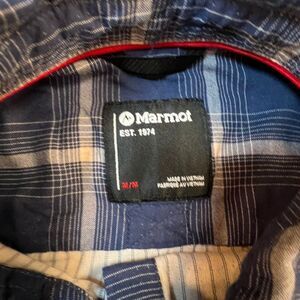 Marmot
EST. 1974
MADE IN VIETNAM
FABRIQUÉ AU VIETNAM